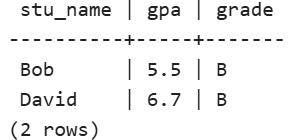 stu_name | gpa | grade
----------+-----+-------
Bob      | 5.5 | B
David    | 6.7 | B
(2 rows)